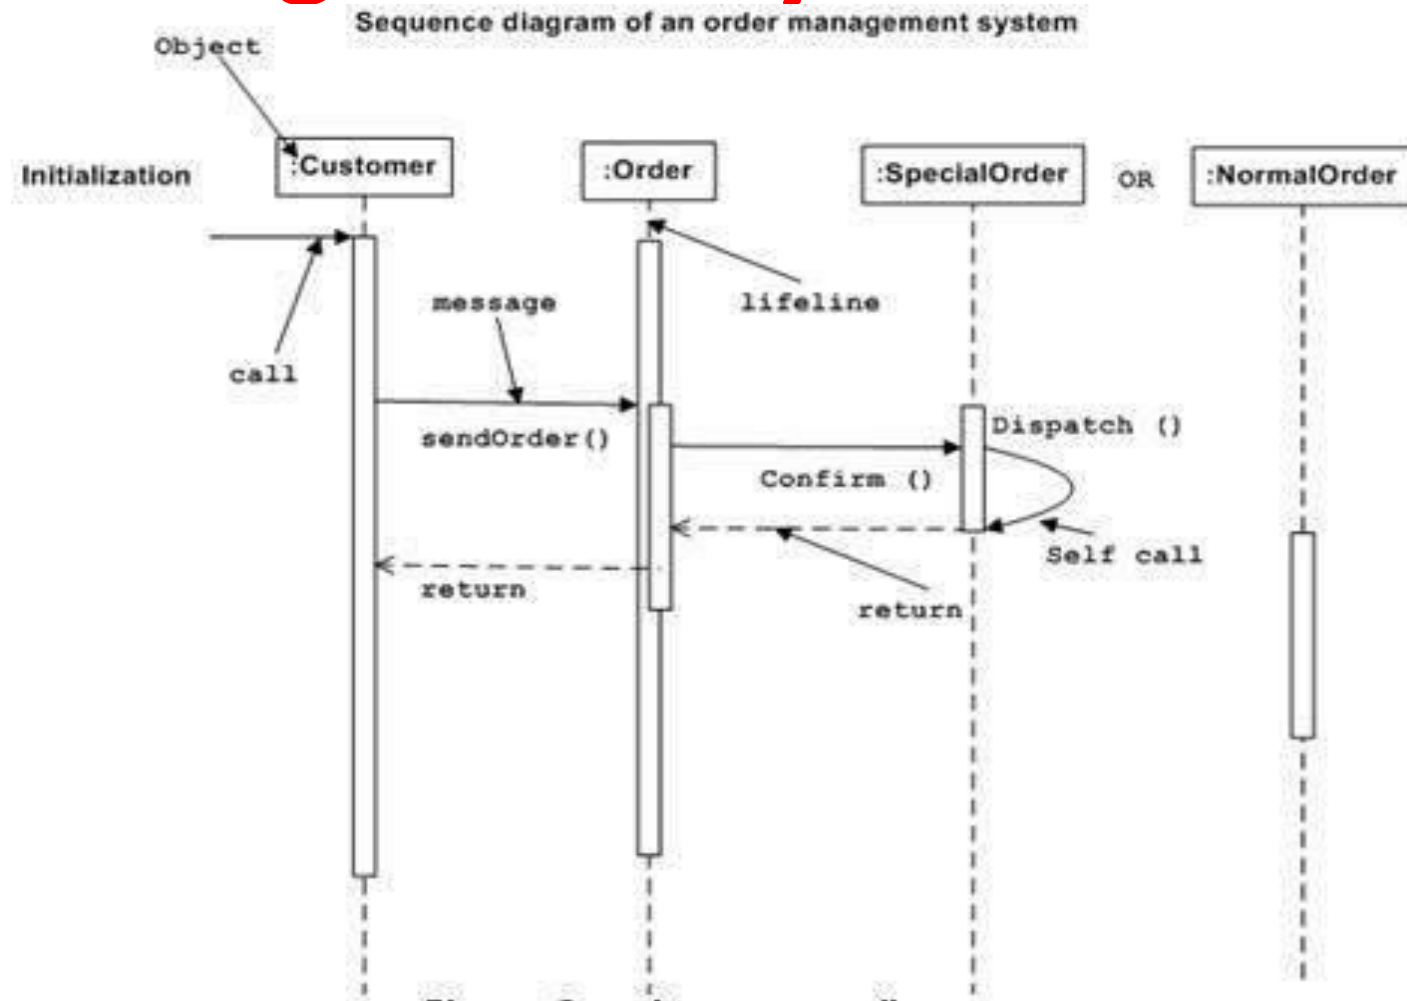 Sequence diagram of an order management system
Object
:Customer
:Order
:SpecialOrder
OR
:NormalOrder
Initialization
message
lifeline
call
sendOrder()
Dispatch ()
Confirm ()
Self call
return
return